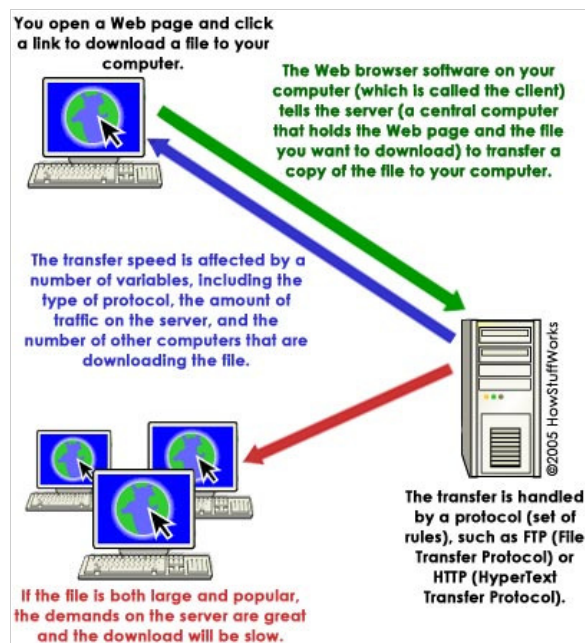 You open a Web page and click
a link to download a file to your
computer.
The Web browser software on your
computer (which is called the client)
tells the server (a central computer
that holds the Web page and the file
you want to download) to transfer a
copy of the file to your computer.
The transfer speed is affected by a
number of variables, including the
type of protocol, the amount of
traffic on the server, and the
number of other computers that are
downloading the file.
©2005 HowStuffWorks
The transfer is handled
by a protocol (set of
rules), such as FTP (File
Transfer Protocol) or
HTTP (HyperText
Transfer Protocol).
If the file is both large and popular,
the demands on the server are great
and the download will be slow.